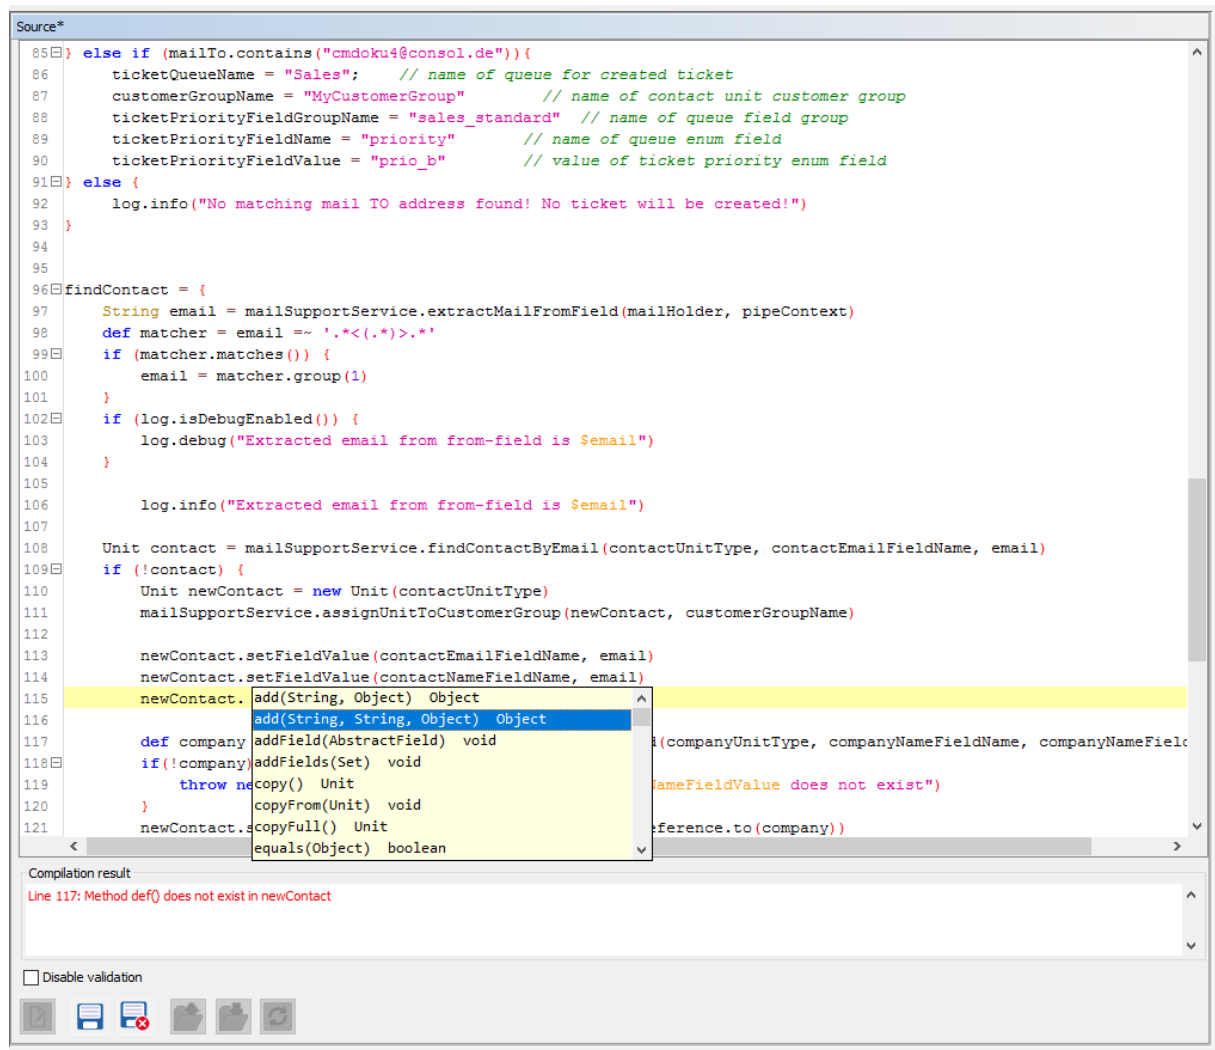 Source*
85 } else if (mailTo.contains("cmdoku4@consol.de")){
86 ticketQueueName = "Sales"; // name of queue for created ticket
87 customerGroupName = "MyCustomerGroup" // name of contact unit customer group
88 ticketPriorityFieldGroupName = "sales_standard" // name of queue field group
89 ticketPriorityFieldName = "priority" // name of queue enum field
90 ticketPriorityFieldValue = "prio_b" // value of ticket priority enum field
91 } else {
92 log.info("No matching mail TO address found! No ticket will be created!")
93 }
94
95
96 findContact = {
97 String email = mailSupportService.extractMailFromField(mailHolder, pipeContext)
98 def matcher = email =~ '.*<(.*)>.*'
99 if (matcher.matches()) {
100 email = matcher.group(1)
101 }
102 if (log.isDebugEnabled()) {
103 log.debug("Extracted email from from-field is $email")
104 }
105
106 log.info("Extracted email from from-field is $email")
107
108 Unit contact = mailSupportService.findContactByEmail(contactUnitType, contactEmailFieldName, email)
109 if (!contact) {
110 Unit newContact = new Unit(contactUnitType)
111 mailSupportService.assignUnitToCustomerGroup(newContact, customerGroupName)
112
113 newContact.setFieldValue(contactEmailFieldName, email)
114 newContact.setFieldValue(contactNameFieldName, email)
115 newContact. add(String, Object) Object
116 add(String, String, Object) Object
117 def company addField(AbstractField) void (companyUnitType, companyNameFieldName, companyNameField
118 if(!company) addFields(Set) void
119 throw ne copy() Unit NameFieldValue does not exist")
120 } copyFrom(Unit) void
121 newContact.s copyFull() Unit eference.to(company))
equals(Object) boolean
Compilation result
Line 117: Method def() does not exist in newContact
Disable validation